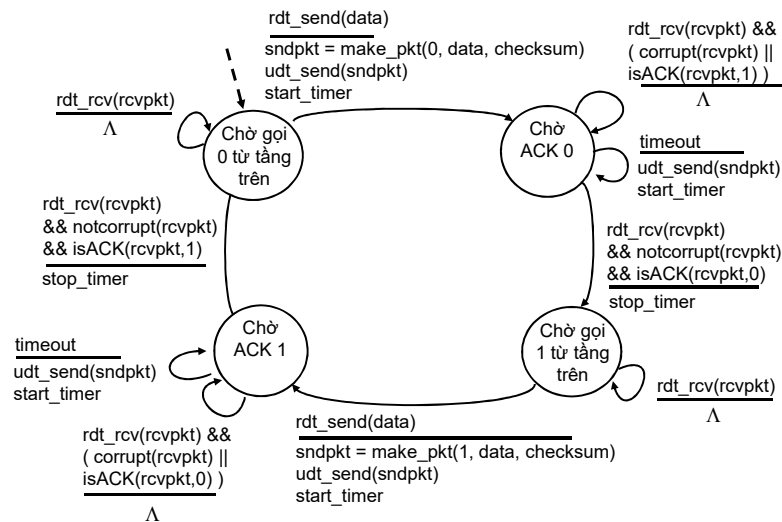 rdt_send(data)
sndpkt = make_pkt(0, data, checksum)
udt_send(sndpkt)
start_timer
rdt_rcv(rcvpkt) &&
( corrupt(rcvpkt) ||
isACK(rcvpkt,1) )
Λ
rdt_rcv(rcvpkt)
Λ
Chờ gọi
0 từ tầng
trên
Chờ
ACK 0
timeout
udt_send(sndpkt)
start_timer
rdt_rcv(rcvpkt)
&& notcorrupt(rcvpkt)
&& isACK(rcvpkt,1)
stop_timer
rdt_rcv(rcvpkt)
&& notcorrupt(rcvpkt)
&& isACK(rcvpkt,0)
stop_timer
Chờ
ACK 1
Chờ gọi
1 từ tầng
trên
timeout
udt_send(sndpkt)
start_timer
rdt_rcv(rcvpkt)
Λ
rdt_rcv(rcvpkt) &&
( corrupt(rcvpkt) ||
isACK(rcvpkt,0) )
Λ
rdt_send(data)
sndpkt = make_pkt(1, data, checksum)
udt_send(sndpkt)
start_timer